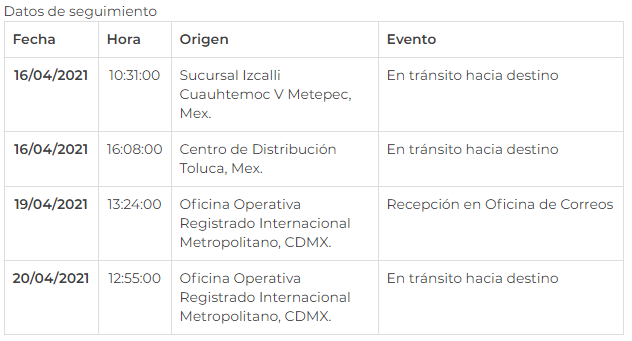 Datos de seguimiento
Fecha Hora Origen Evento
16/04/2021 10:31:00 Sucursal Izcalli En tránsito hacia destino
Cuauhtemoc V Metepec,
Mex.
16/04/2021 16:08:00 Centro de Distribución En tránsito hacia destino
Toluca, Mex.
19/04/2021 13:24:00 Oficina Operativa Recepción en Oficina de Correos
Registrado Internacional
Metropolitano, CDMX.
20/04/2021 12:55:00 Oficina Operativa En tránsito hacia destino
Registrado Internacional
Metropolitano, CDMX.